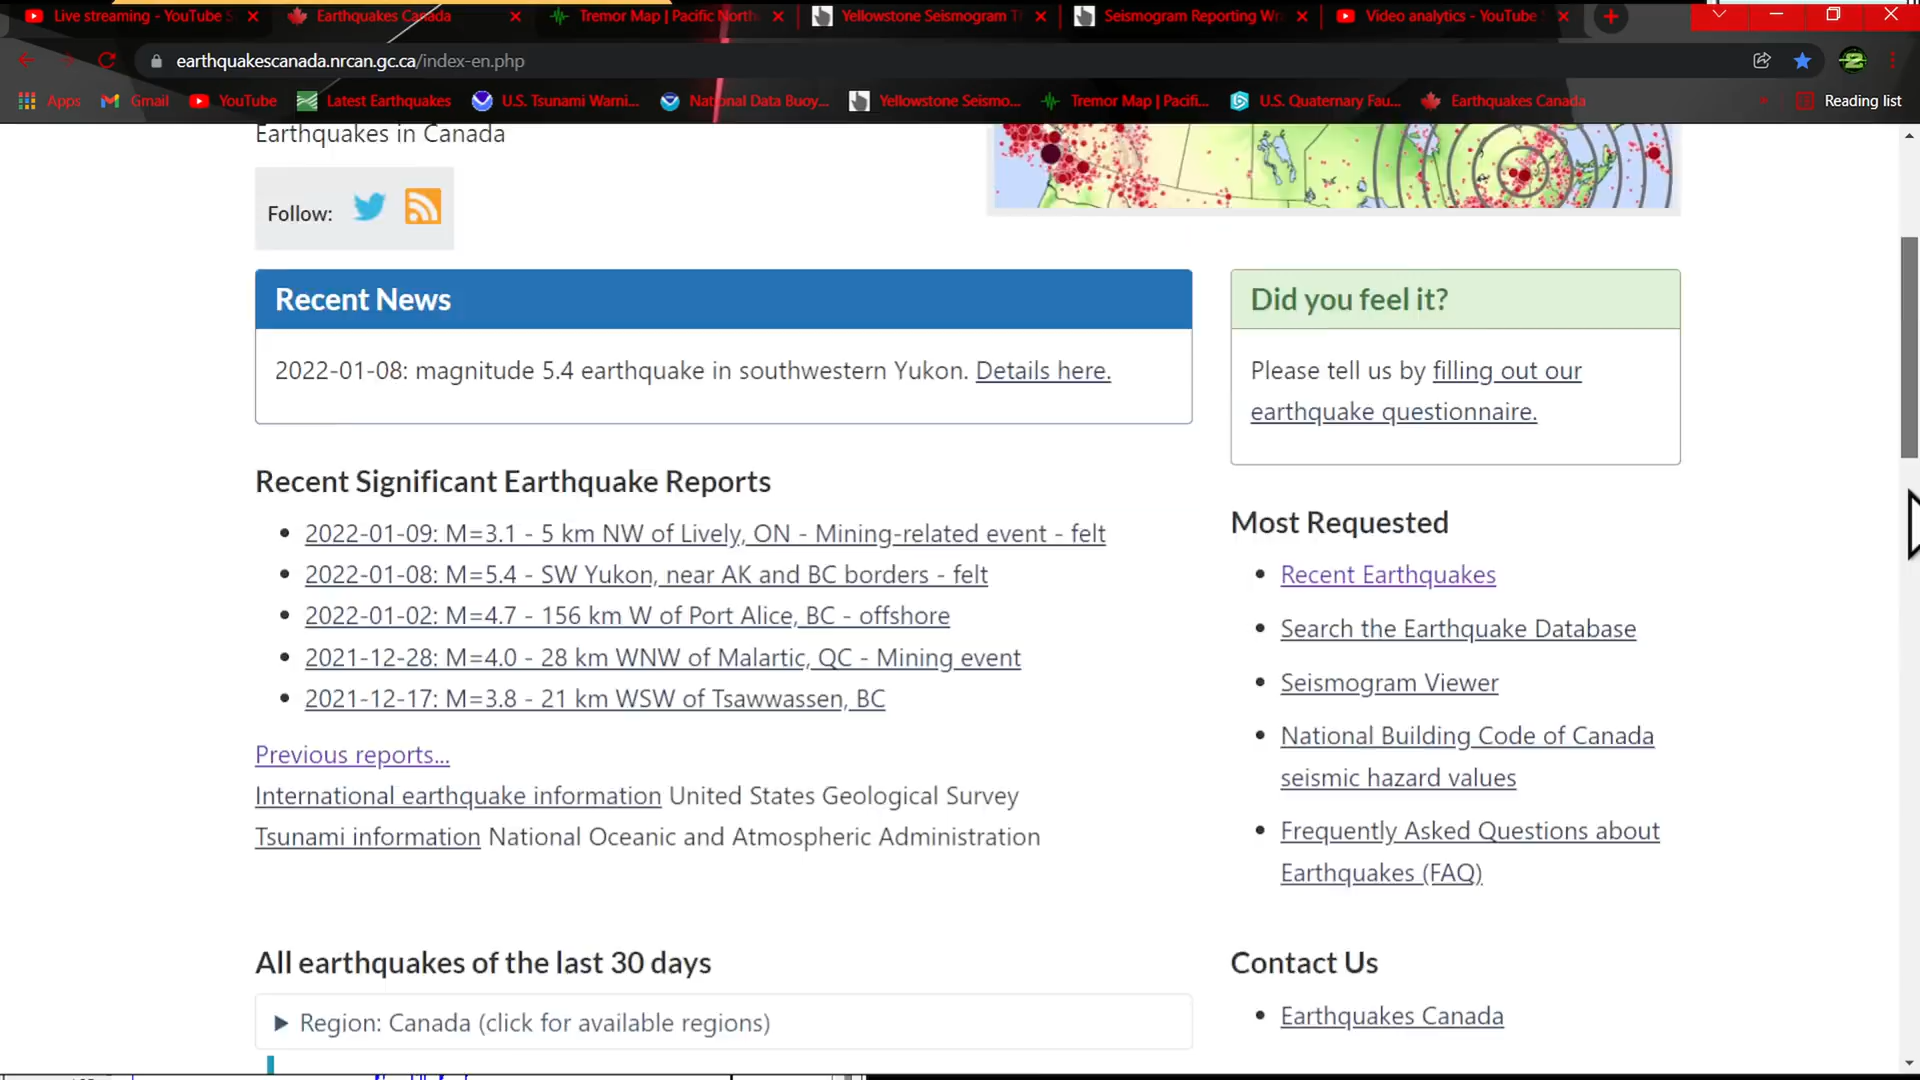 Live streaming - YouTube S
Earthquakes Canada
Tremor Map | Pacific North
Yellowstone Seismogram T
Seismogram Reporting Wr
Video analytics - YouTube S
earthquakescanada.nrcan.gc.ca/index-en.php
Apps
Gmail
YouTube
Latest Earthquakes
U.S. Tsunami Warni...
National Data Buoy...
Yellowstone Seismo...
Tremor Map | Pacifi...
U.S. Quaternary Fau...
Earthquakes Canada
Reading list
Earthquakes in Canada
Follow:
Recent News
2022-01-08: magnitude 5.4 earthquake in southwestern Yukon. Details here.
Did you feel it?
Please tell us by filling out our
earthquake questionnaire.
Recent Significant Earthquake Reports
2022-01-09: M=3.1 - 5 km NW of Lively, ON - Mining-related event - felt
2022-01-08: M=5.4 - SW Yukon, near AK and BC borders - felt
2022-01-02: M=4.7 - 156 km W of Port Alice, BC - offshore
2021-12-28: M=4.0 - 28 km WNW of Malartic, QC - Mining event
2021-12-17: M=3.8 - 21 km WSW of Tsawwassen, BC
Previous reports...
International earthquake information United States Geological Survey
Tsunami information National Oceanic and Atmospheric Administration
Most Requested
Recent Earthquakes
Search the Earthquake Database
Seismogram Viewer
National Building Code of Canada
seismic hazard values
Frequently Asked Questions about
Earthquakes (FAQ)
All earthquakes of the last 30 days
Region: Canada (click for available regions)
Contact Us
Earthquakes Canada